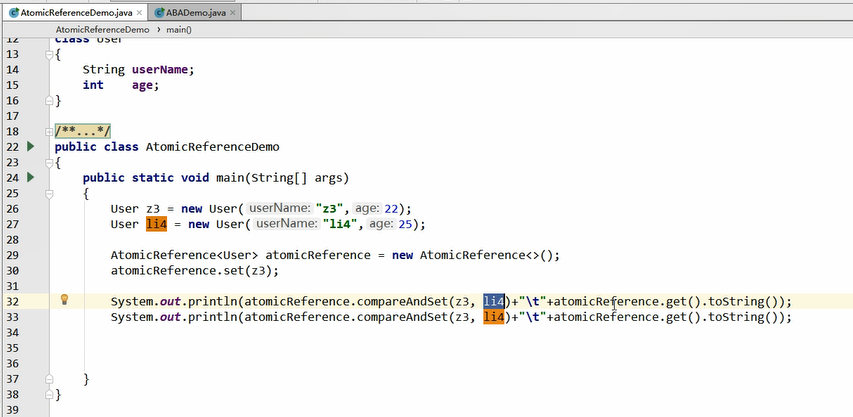 AtomicReferenceDemo.java × ABADemo.java ×
AtomicReferenceDemo › main()
12 class User
13 {
14 String userName;
15 int age;
16 }
17
18 /**...*/
22 public class AtomicReferenceDemo
23 {
24 public static void main(String[] args)
25 {
26 User z3 = new User( userName: "z3", age: 22);
27 User li4 = new User( userName: "li4", age: 25);
28
29 AtomicReference<User> atomicReference = new AtomicReference<>();
30 atomicReference.set(z3);
31
32 System.out.println(atomicReference.compareAndSet(z3, li4)+"\t"+atomicReference.get().toString());
33 System.out.println(atomicReference.compareAndSet(z3, li4)+"\t"+atomicReference.get().toString());
34
35
36
37 }
38 }
39